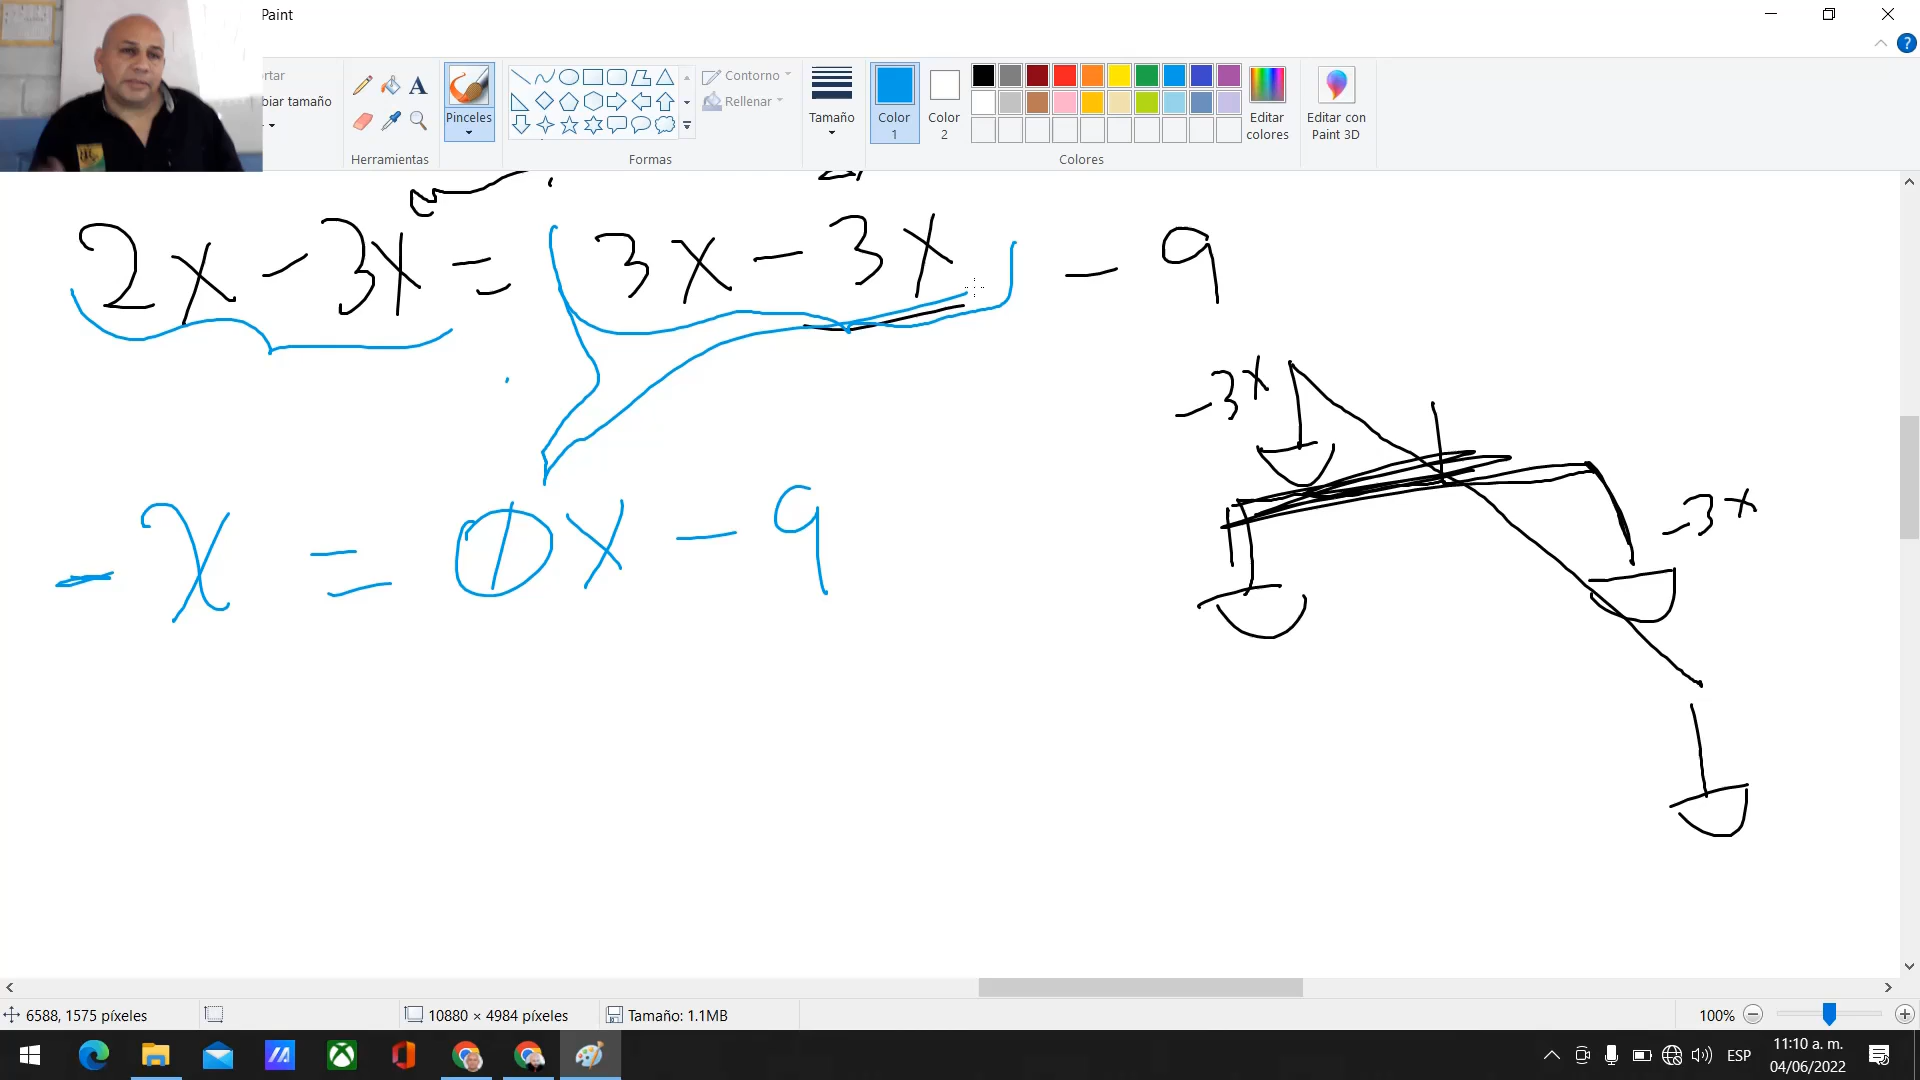 Paint
ortar
biar tamaño
Herramientas
Pinceles
Formas
Contorno
Rellenar
Tamaño
Color 1
Color 2
Colores
Editar colores
Editar con Paint 3D
2x - 3x = 3x - 3x - 9
-3x
-3x
- x = 0x - 9
6588, 1575 píxeles
10880 × 4984 píxeles
Tamaño: 1.1MB
100%
ESP
11:10 a. m.
04/06/2022